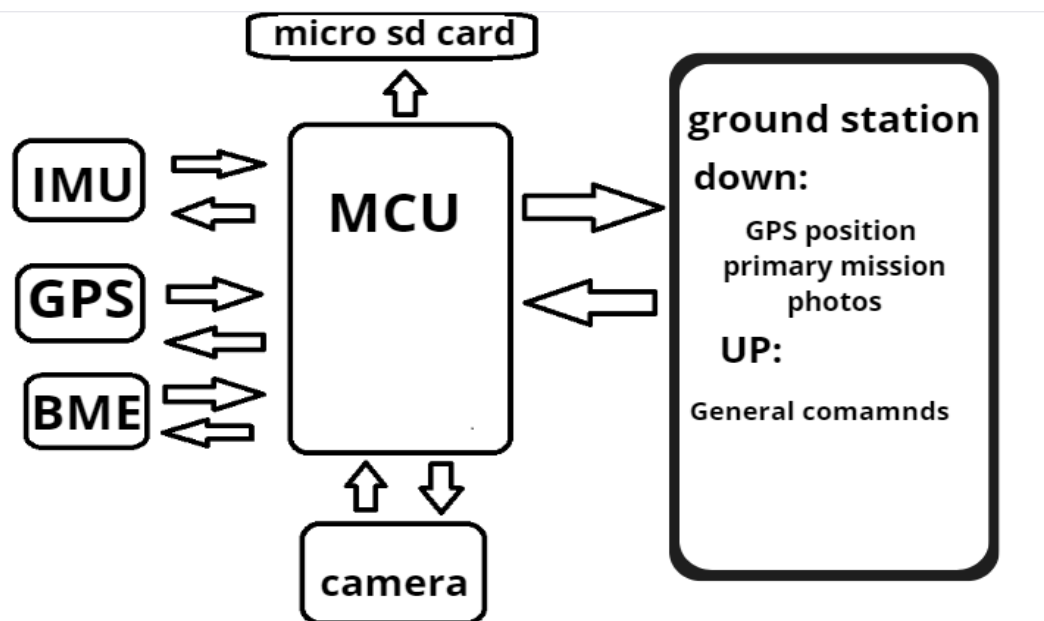 micro sd card
IMU
GPS
BME
MCU
camera
ground station
down:
GPS position
primary mission
photos
UP:
General comamnds